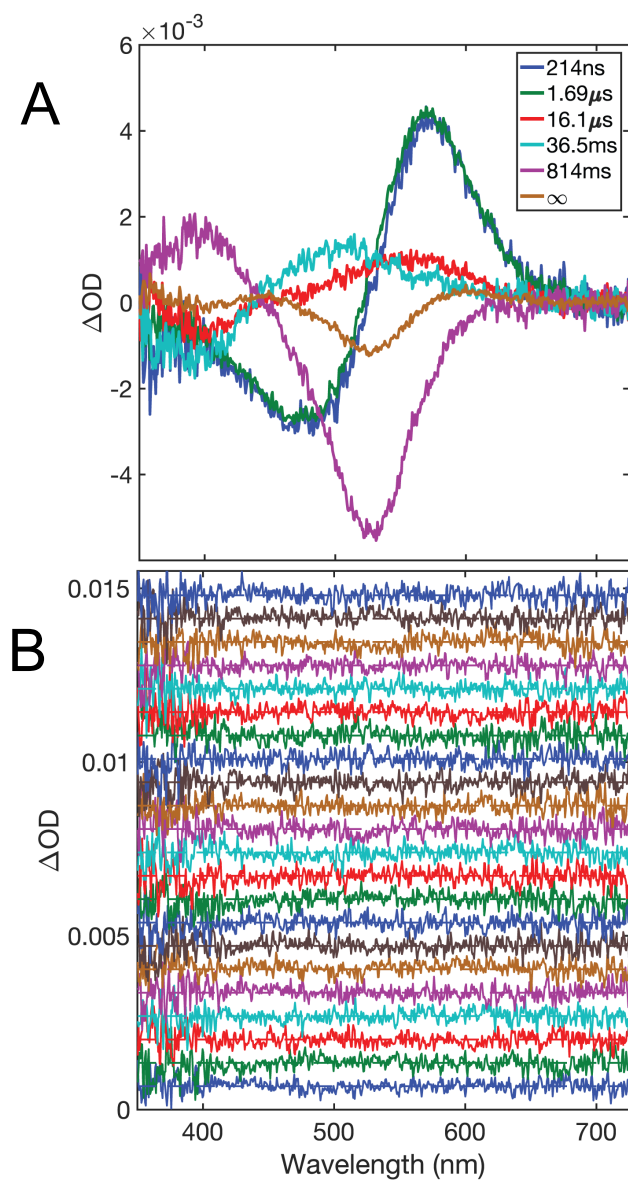 ×10⁻³
A
6
4
2
0
-2
-4
ΔOD
214ns
1.69μs
16.1μs
36.5ms
814ms
∞
B
0.015
0.01
0.005
0
ΔOD
400 500 600 700
Wavelength (nm)